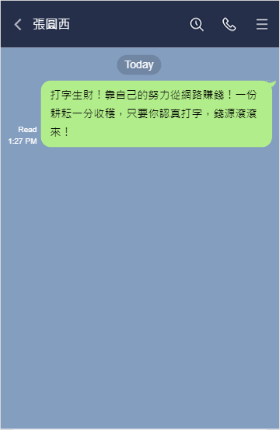 張圓西
Today
打字生財！靠自己的努力從網路賺錢！一份
耕耘一分收穫，只要你認真打字，錢源滾滾
來！
Read
1:27 PM